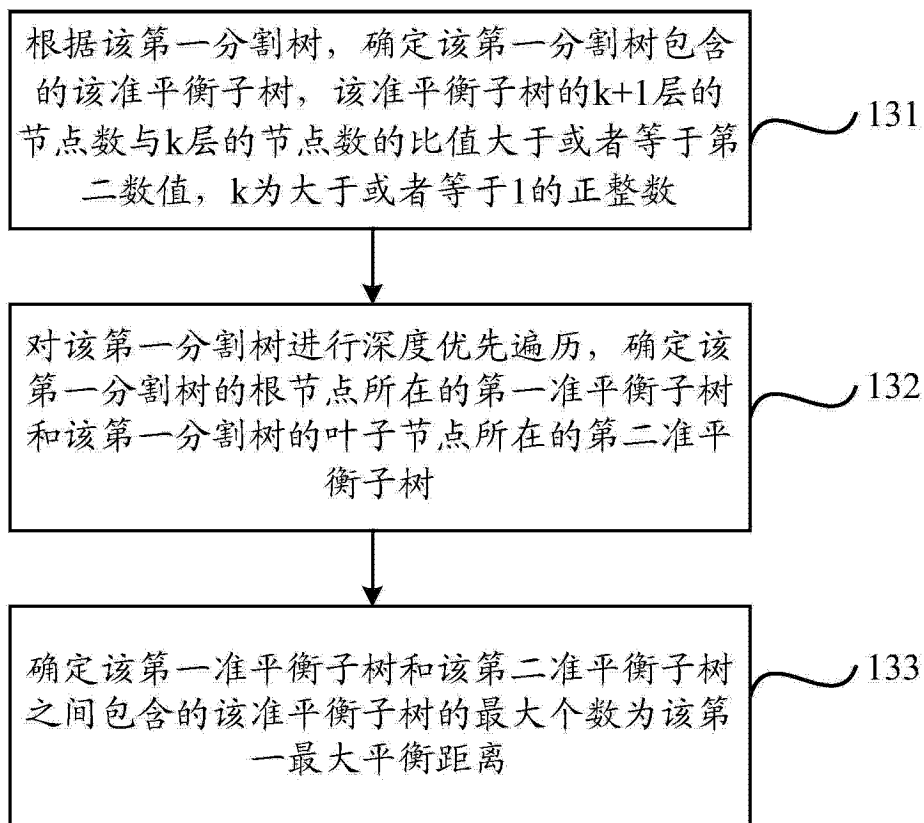 根据该第一分割树，确定该第一分割树包含
的该准平衡子树，该准平衡子树的k+1层的
节点数与k层的节点数的比值大于或者等于第
二数值，k为大于或者等于1的正整数
131
对该第一分割树进行深度优先遍历，确定该
第一分割树的根节点所在的第一准平衡子树
和该第一分割树的叶子节点所在的第二准平
衡子树
132
确定该第一准平衡子树和该第二准平衡子树
之间包含的该准平衡子树的最大个数为该第
一最大平衡距离
133